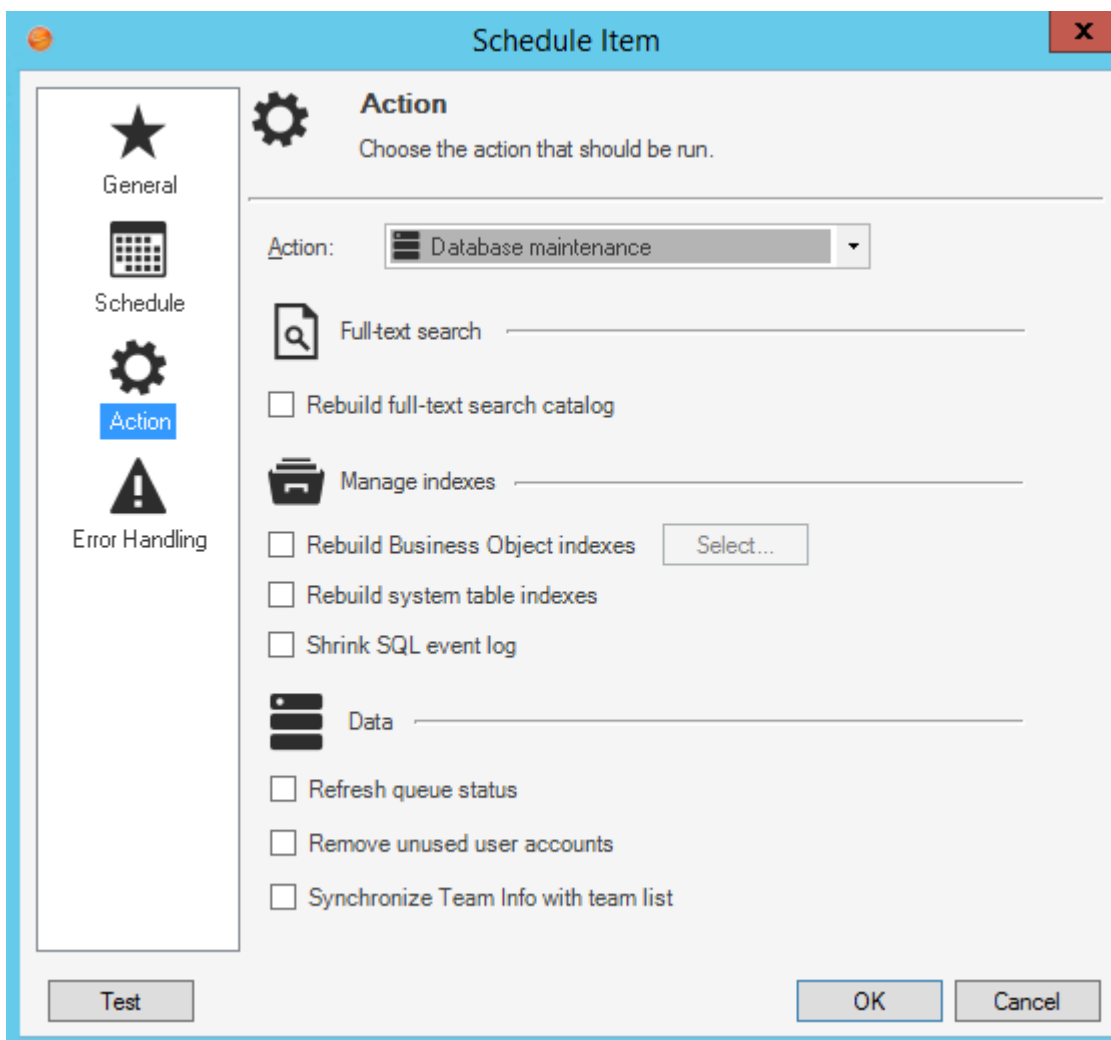 Schedule Item
x
General
Schedule
Action
Error Handling
Action
Choose the action that should be run.
Action: Database maintenance
Full-text search
Rebuild full-text search catalog
Manage indexes
Rebuild Business Object indexes Select...
Rebuild system table indexes
Shrink SQL event log
Data
Refresh queue status
Remove unused user accounts
Synchronize Team Info with team list
Test OK Cancel